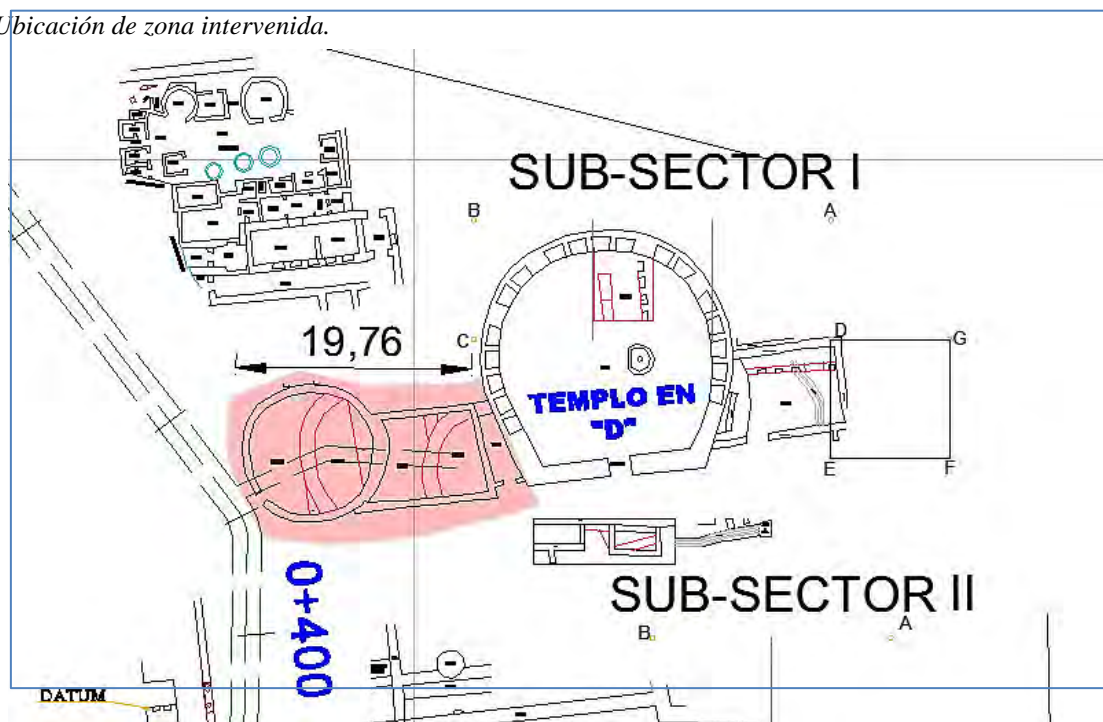 Ubicación de zona intervenida.
SUB-SECTOR I
B
A
19,76
C
D
G
TEMPLO EN
"D"
E
F
0+400
SUB-SECTOR II
B
A
DATUM